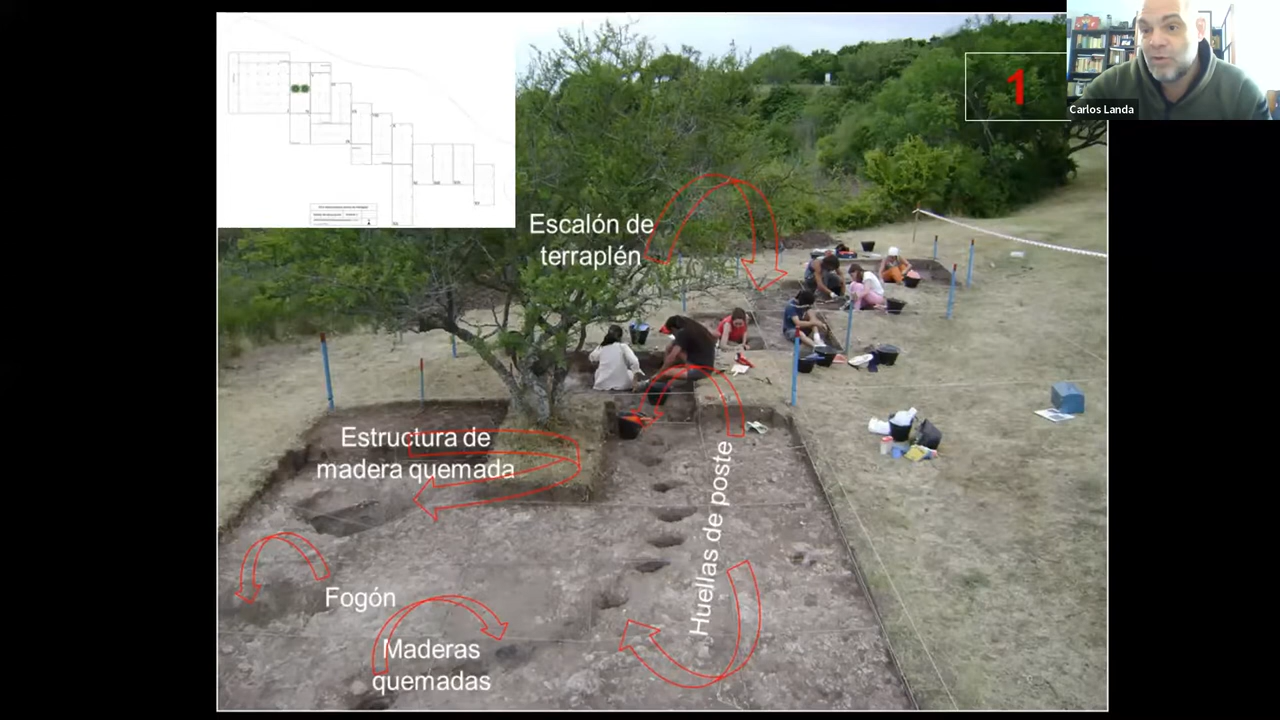 1
Carlos Landa
Escalón de
terraplén
Estructura de
madera quemada
Huellas de poste
Fogón
Maderas
quemadas